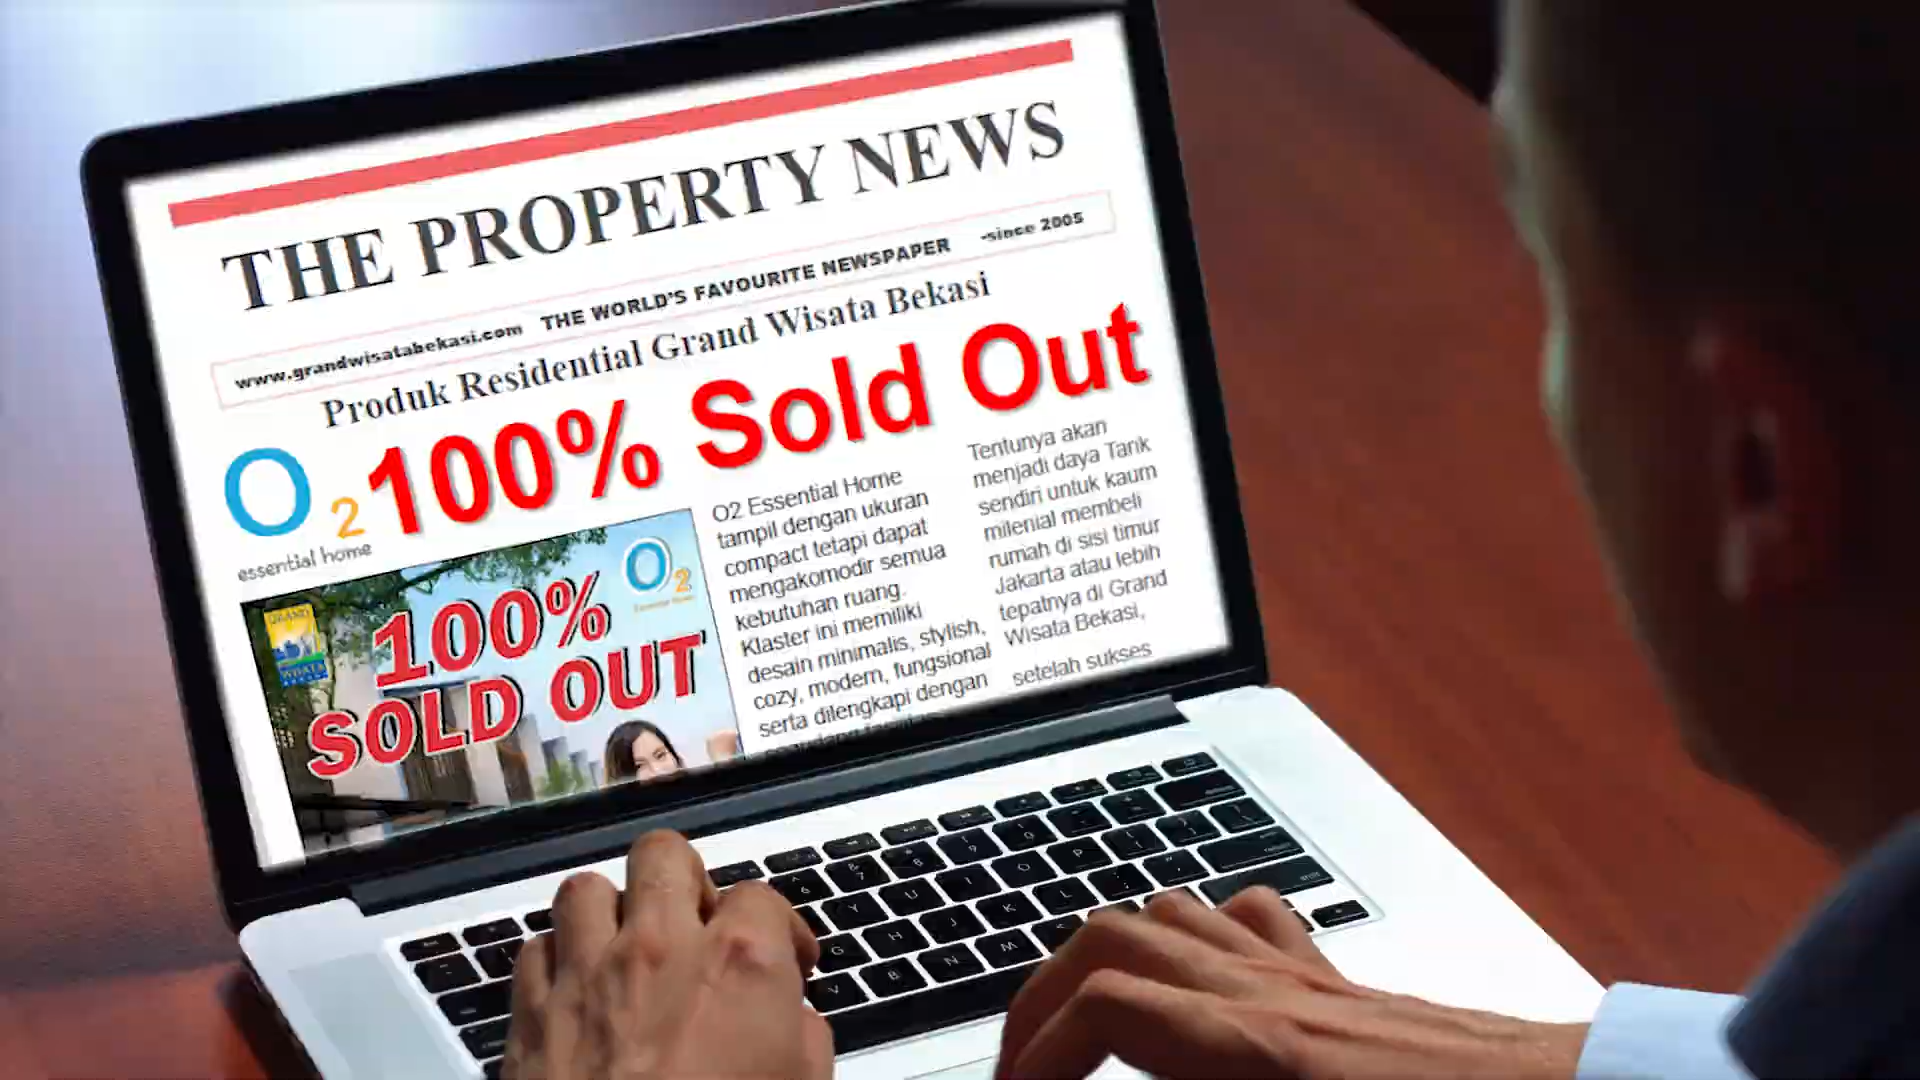 THE PROPERTY NEWS
www.grandwisatabekasi.com THE WORLD'S FAVOURITE NEWSPAPER -since 2005
Produk Residential Grand Wisata Bekasi
O2 100% Sold Out
essential home
O2
100%
SOLD OUT
GRAND
WISATA
O2 Essential Home
tampil dengan ukuran
compact tetapi dapat
mengakomodir semua
kebutuhan ruang.
Klaster ini memiliki
desain minimalis, stylish,
cozy, modern, fungsional
serta dilengkapi dengan
Tentunya akan
menjadi daya Tarik
sendiri untuk kaum
milenial membeli
rumah di sisi timur
Jakarta atau lebih
tepatnya di Grand
Wisata Bekasi,
setelah sukses